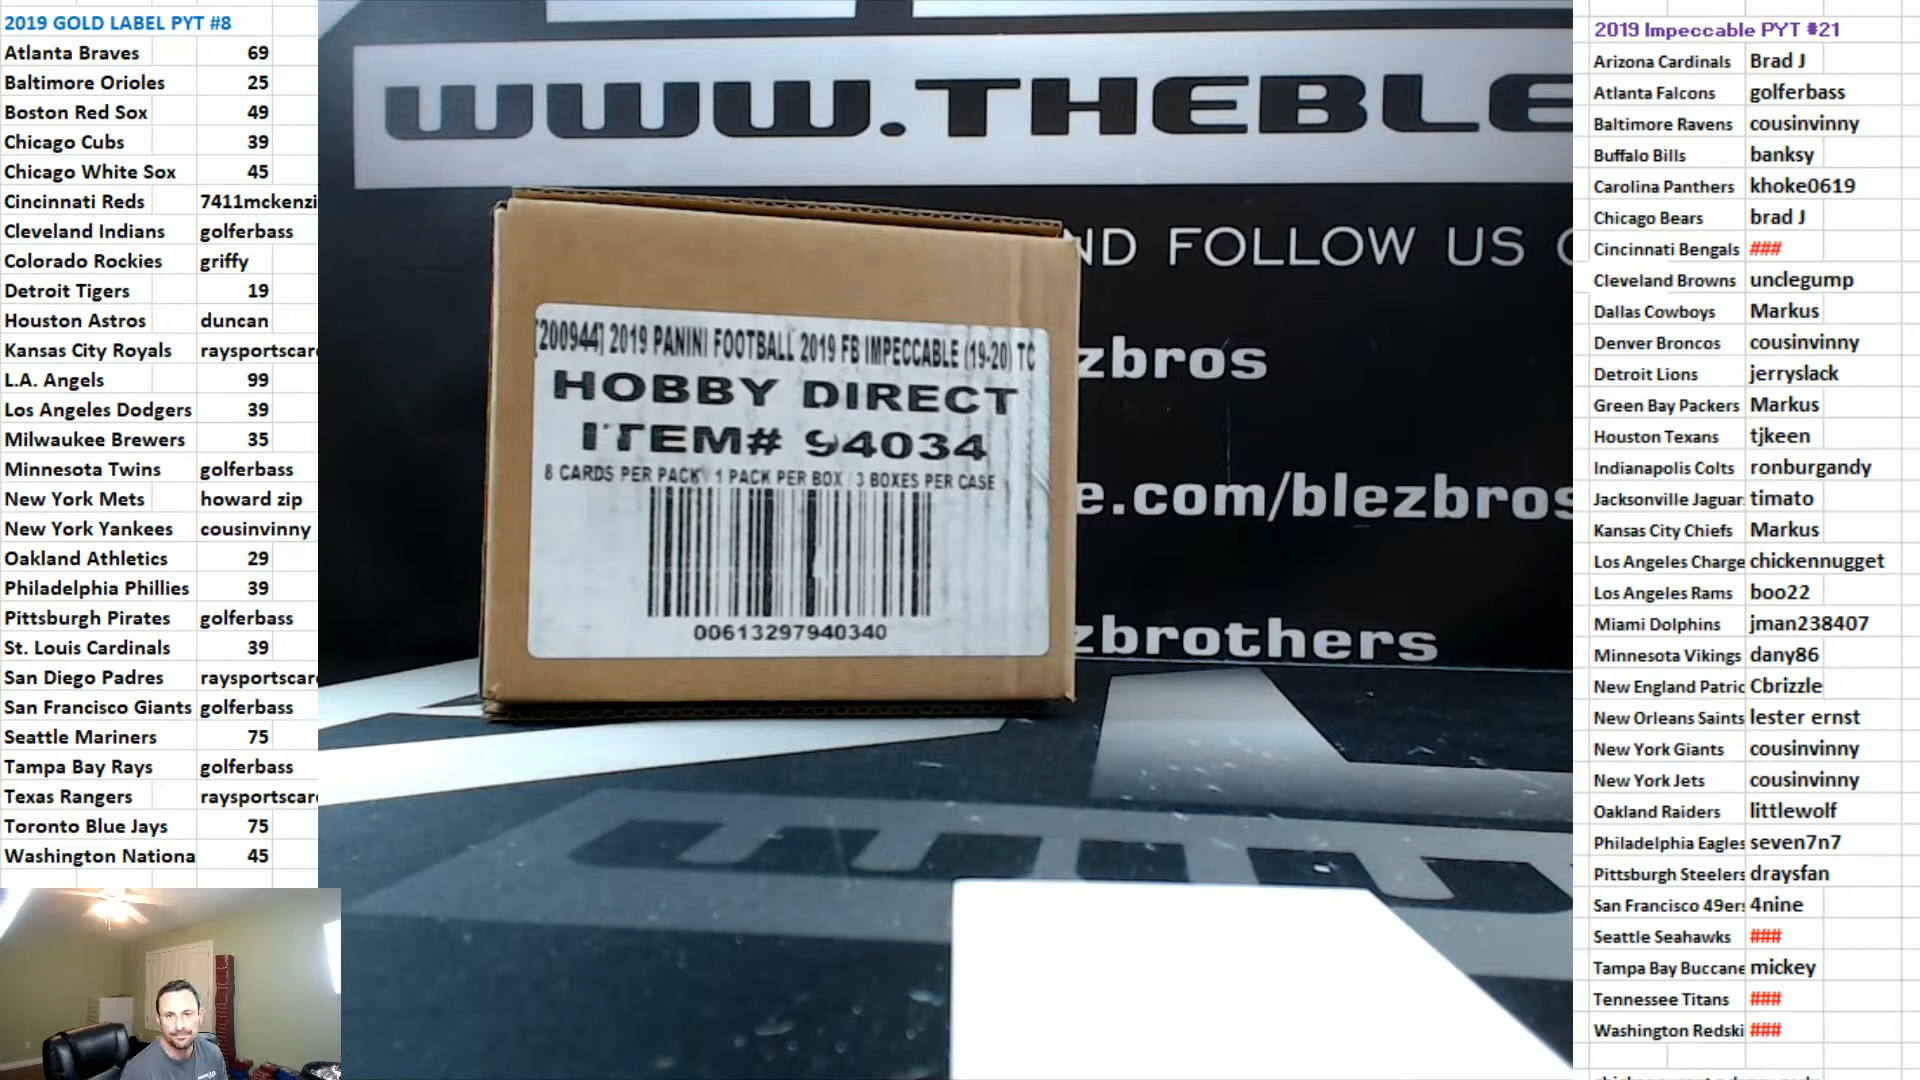 2019 GOLD LABEL PYT #8
Atlanta Braves 69
Baltimore Orioles 25
Boston Red Sox 49
Chicago Cubs 39
Chicago White Sox 45
Cincinnati Reds 7411mckenzi
Cleveland Indians golferbass
Colorado Rockies griffy
Detroit Tigers 19
Houston Astros duncan
Kansas City Royals raysportscar
L.A. Angels 99
Los Angeles Dodgers 39
Milwaukee Brewers 35
Minnesota Twins golferbass
New York Mets howard zip
New York Yankees cousinvinny
Oakland Athletics 29
Philadelphia Phillies 39
Pittsburgh Pirates golferbass
St. Louis Cardinals 39
San Diego Padres raysportscar
San Francisco Giants golferbass
Seattle Mariners 75
Tampa Bay Rays golferbass
Texas Rangers raysportscar
Toronto Blue Jays 75
Washington Nationa 45
WWW.THEBLE
ND FOLLOW US
zbros
e.com/blezbros
zbrothers
[200944] 2019 PANINI FOOTBALL 2019 FB IMPECCABLE (19-20) TC
HOBBY DIRECT
ITEM# 94034
8 CARDS PER PACK / 1 PACK PER BOX / 3 BOXES PER CASE
00613297940340
2019 Impeccable PYT #21
Arizona Cardinals Brad J
Atlanta Falcons golferbass
Baltimore Ravens cousinvinny
Buffalo Bills banksy
Carolina Panthers khoke0619
Chicago Bears brad J
Cincinnati Bengals ###
Cleveland Browns unclegump
Dallas Cowboys Markus
Denver Broncos cousinvinny
Detroit Lions jerryslack
Green Bay Packers Markus
Houston Texans tjkeen
Indianapolis Colts ronburgandy
Jacksonville Jaguar timato
Kansas City Chiefs Markus
Los Angeles Charge chickennugget
Los Angeles Rams boo22
Miami Dolphins jman238407
Minnesota Vikings dany86
New England Patric Cbrizzle
New Orleans Saints lester ernst
New York Giants cousinvinny
New York Jets cousinvinny
Oakland Raiders littlewolf
Philadelphia Eagles seven7n7
Pittsburgh Steelers draysfan
San Francisco 49ers 4nine
Seattle Seahawks ###
Tampa Bay Buccane mickey
Tennessee Titans ###
Washington Redski ###